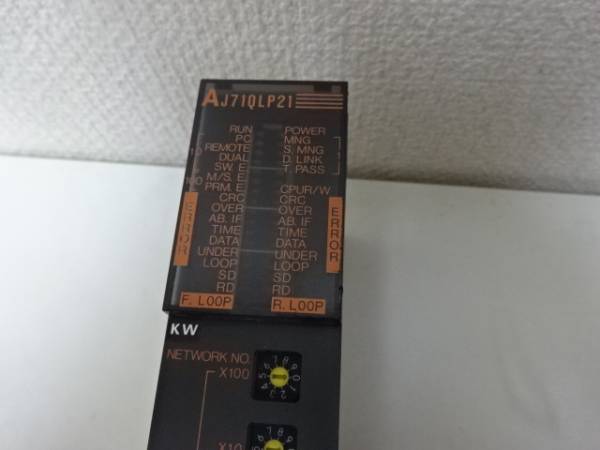 AJ71QLP21
RUN POWER
PC MNG
REMOTE S. MNG
DUAL D. LINK
SW. E T. PASS
M/S. E
PRM. E CPUR/W
CRC CRC
OVER OVER
AB. IF AB. IF
TIME TIME
DATA DATA
UNDER UNDER
LOOP LOOP
SD SD
RD RD
ERROR ERROR
F. LOOP R. LOOP
KW
NETWORK NO.
X100
X10